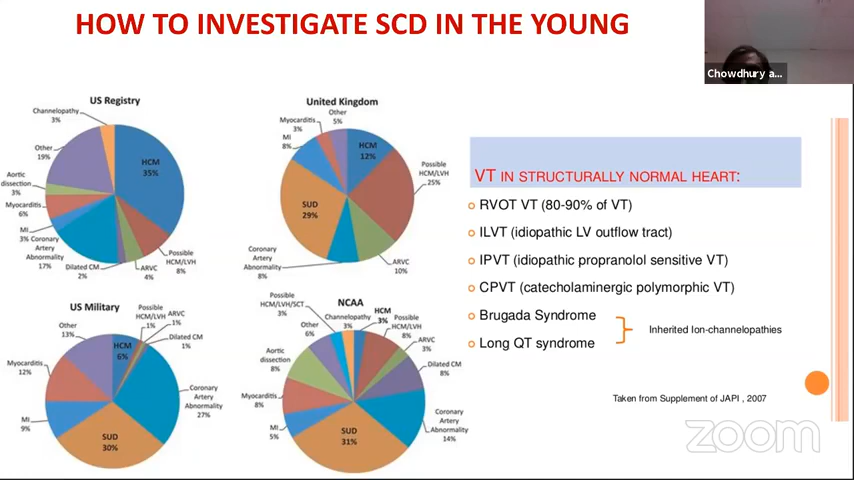 HOW TO INVESTIGATE SCD IN THE YOUNG
Chowdhury a...
US Registry
Channelopathy
3%
Other
19%
HCM
35%
Aortic
dissection
3%
Myocarditis
6%
MI
3%
Coronary
Artery
Abnormality
17%
Dilated CM
2%
ARVC
4%
Possible
HCM/LVH
8%
United Kingdom
Other
5%
Myocarditis
3%
MI
8%
HCM
12%
Possible
HCM/LVH
25%
SUD
29%
Coronary
Artery
Abnormality
8%
ARVC
10%
US Military
Possible
HCM/LVH
1%
ARVC
1%
Dilated CM
1%
Other
13%
HCM
6%
Myocarditis
12%
Coronary
Artery
Abnormality
27%
MI
9%
SUD
30%
NCAA
Possible
HCM/LVH/SCT
3%
Channelopathy
3%
HCM
3%
Possible
HCM/LVH
8%
Other
6%
ARVC
3%
Aortic
dissection
8%
Dilated CM
8%
Myocarditis
8%
Coronary
Artery
Abnormality
14%
MI
5%
SUD
31%
VT IN STRUCTURALLY NORMAL HEART:
RVOT VT (80-90% of VT)
ILVT (idiopathic LV outflow tract)
IPVT (idiopathic propranolol sensitive VT)
CPVT (catecholaminergic polymorphic VT)
Brugada Syndrome
Inherited Ion-channelopathies
Long QT syndrome
Taken from Supplement of JAPI , 2007
zoom